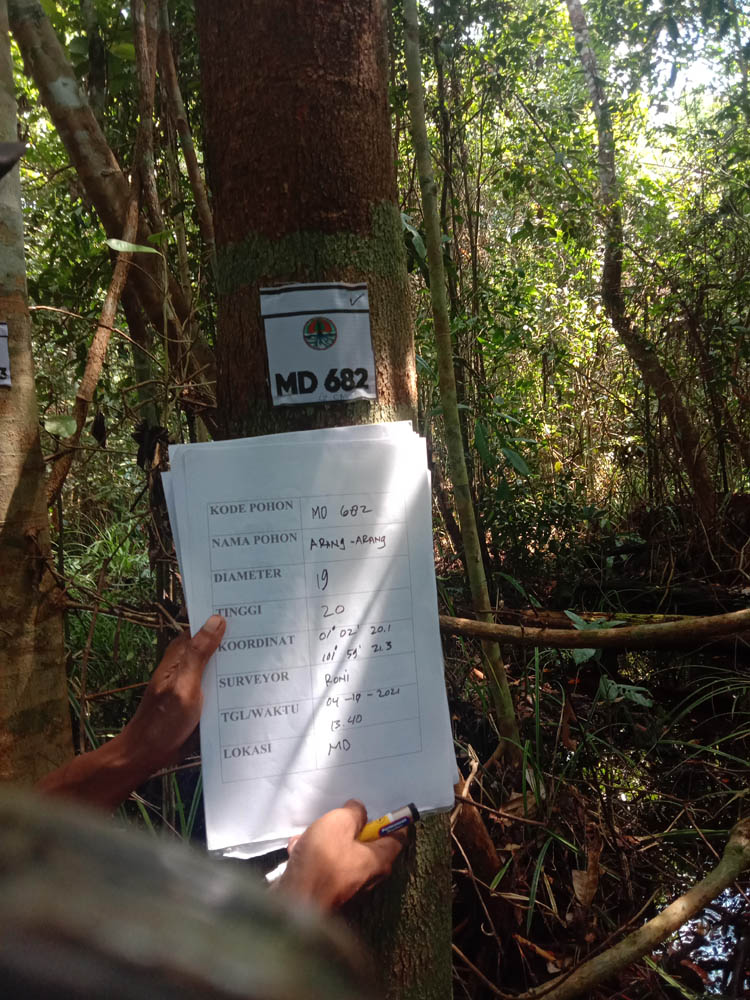 MD 682
KODE POHON MD 682
NAMA POHON ARANG-ARANG
DIAMETER 19
TINGGI 20
KOORDINAT 01° 02' 20.1
101° 59' 21.3
SURVEYOR Roni
TGL/WAKTU 04-10-2021
13.40
LOKASI MD
3